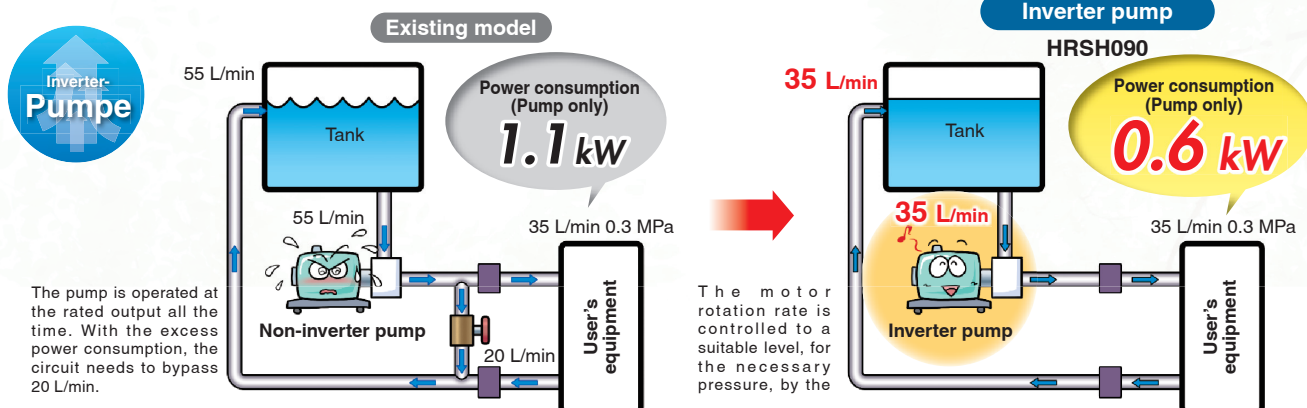 Inverter-
Pumpe
Existing model
55 L/min
Tank
Power consumption
(Pump only)
1.1 kW
55 L/min
35 L/min 0.3 MPa
The pump is operated at
the rated output all the
time. With the excess
power consumption, the
circuit needs to bypass
20 L/min.
Non-inverter pump
20 L/min
User's
equipment
Inverter pump
HRSH090
35 L/min
Tank
Power consumption
(Pump only)
0.6 kW
35 L/min
35 L/min 0.3 MPa
The motor
rotation rate is
controlled to a
suitable level, for
the necessary
pressure, by the
Inverter pump
User's
equipment